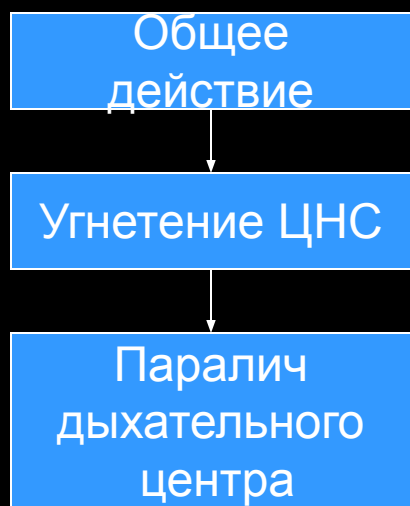 Общее
действие
Угнетение ЦНС
Паралич
дыхательного
центра